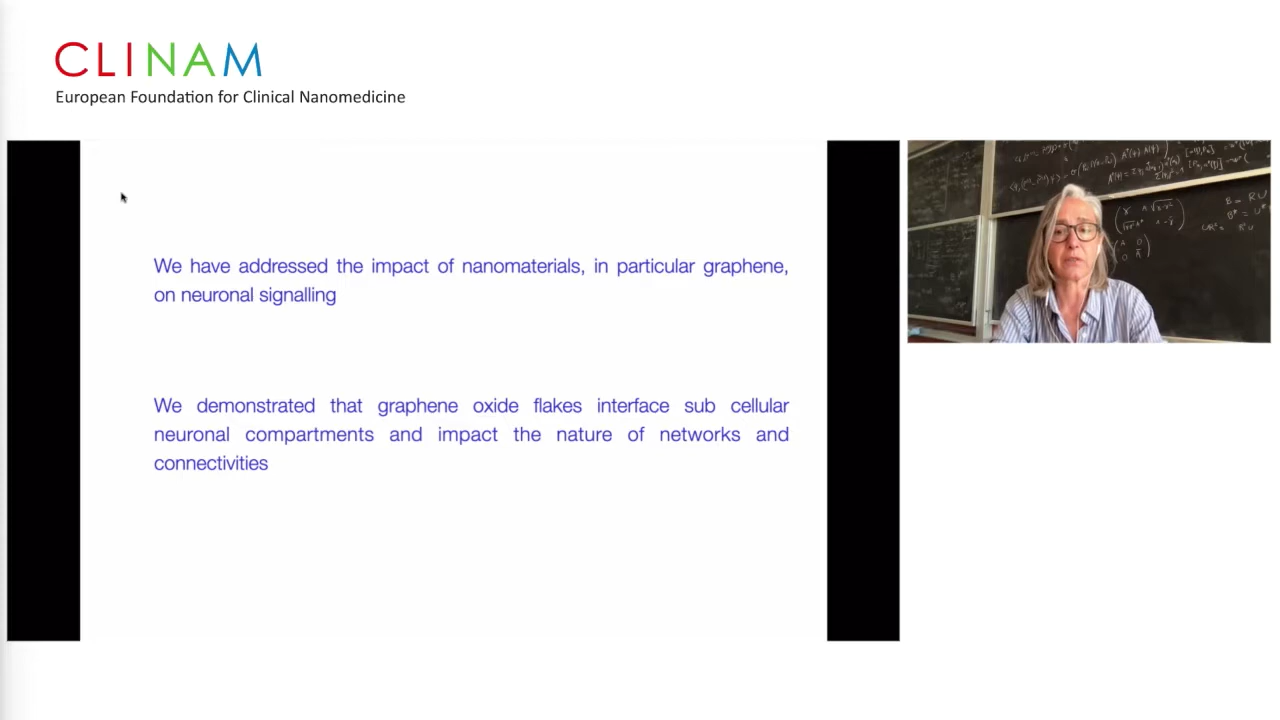 CLINAM
European Foundation for Clinical Nanomedicine
We have addressed the impact of nanomaterials, in particular graphene,
on neuronal signalling
We demonstrated that graphene oxide flakes interface sub cellular
neuronal compartments and impact the nature of networks and
connectivities